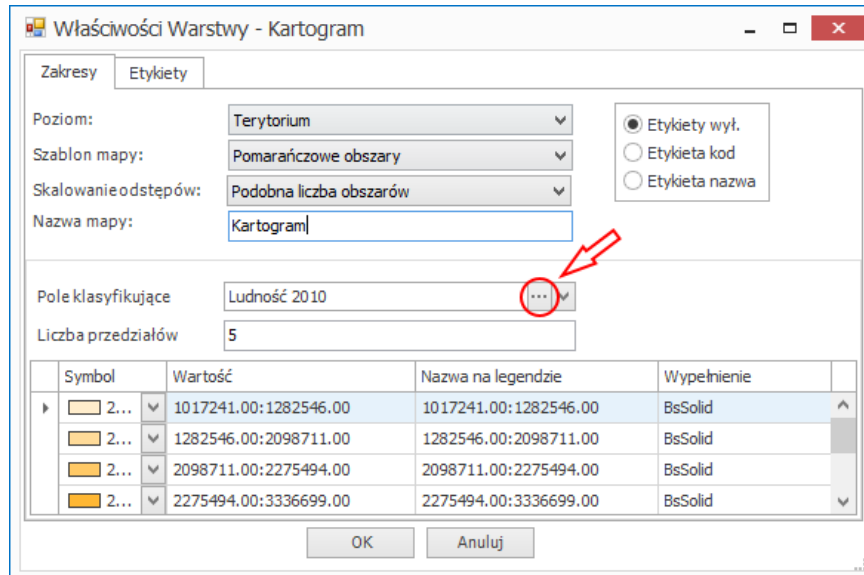 Właściwości Warstwy - Kartogram
Zakresy Etykiety
Poziom: Terytorium
Szablon mapy: Pomarańczowe obszary
Skalowanie odstępów: Podobna liczba obszarów
Nazwa mapy: Kartogram
Etykiety wył.
Etykieta kod
Etykieta nazwa
Pole klasyfikujące Ludność 2010 ...
Liczba przedziałów 5
Symbol Wartość Nazwa na legendzie Wypełnienie
2... 1017241.00:1282546.00 1017241.00:1282546.00 BsSolid
2... 1282546.00:2098711.00 1282546.00:2098711.00 BsSolid
2... 2098711.00:2275494.00 2098711.00:2275494.00 BsSolid
2... 2275494.00:3336699.00 2275494.00:3336699.00 BsSolid
OK Anuluj